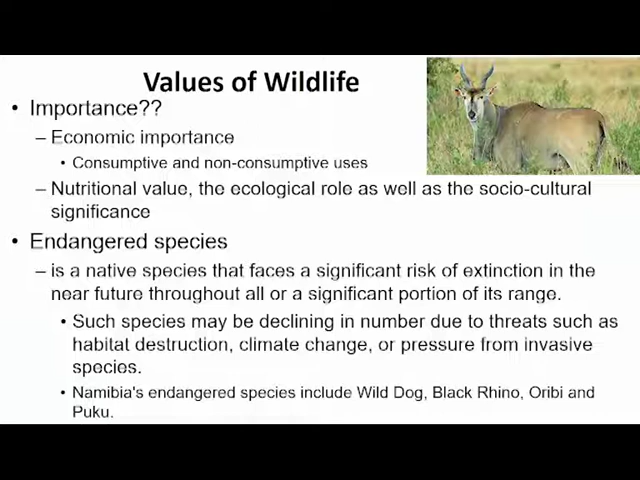 Values of Wildlife
• Importance??
– Economic importance
• Consumptive and non-consumptive uses
– Nutritional value, the ecological role as well as the socio-cultural
significance
• Endangered species
– is a native species that faces a significant risk of extinction in the
near future throughout all or a significant portion of its range.
• Such species may be declining in number due to threats such as
habitat destruction, climate change, or pressure from invasive
species.
• Namibia's endangered species include Wild Dog, Black Rhino, Oribi and
Puku.